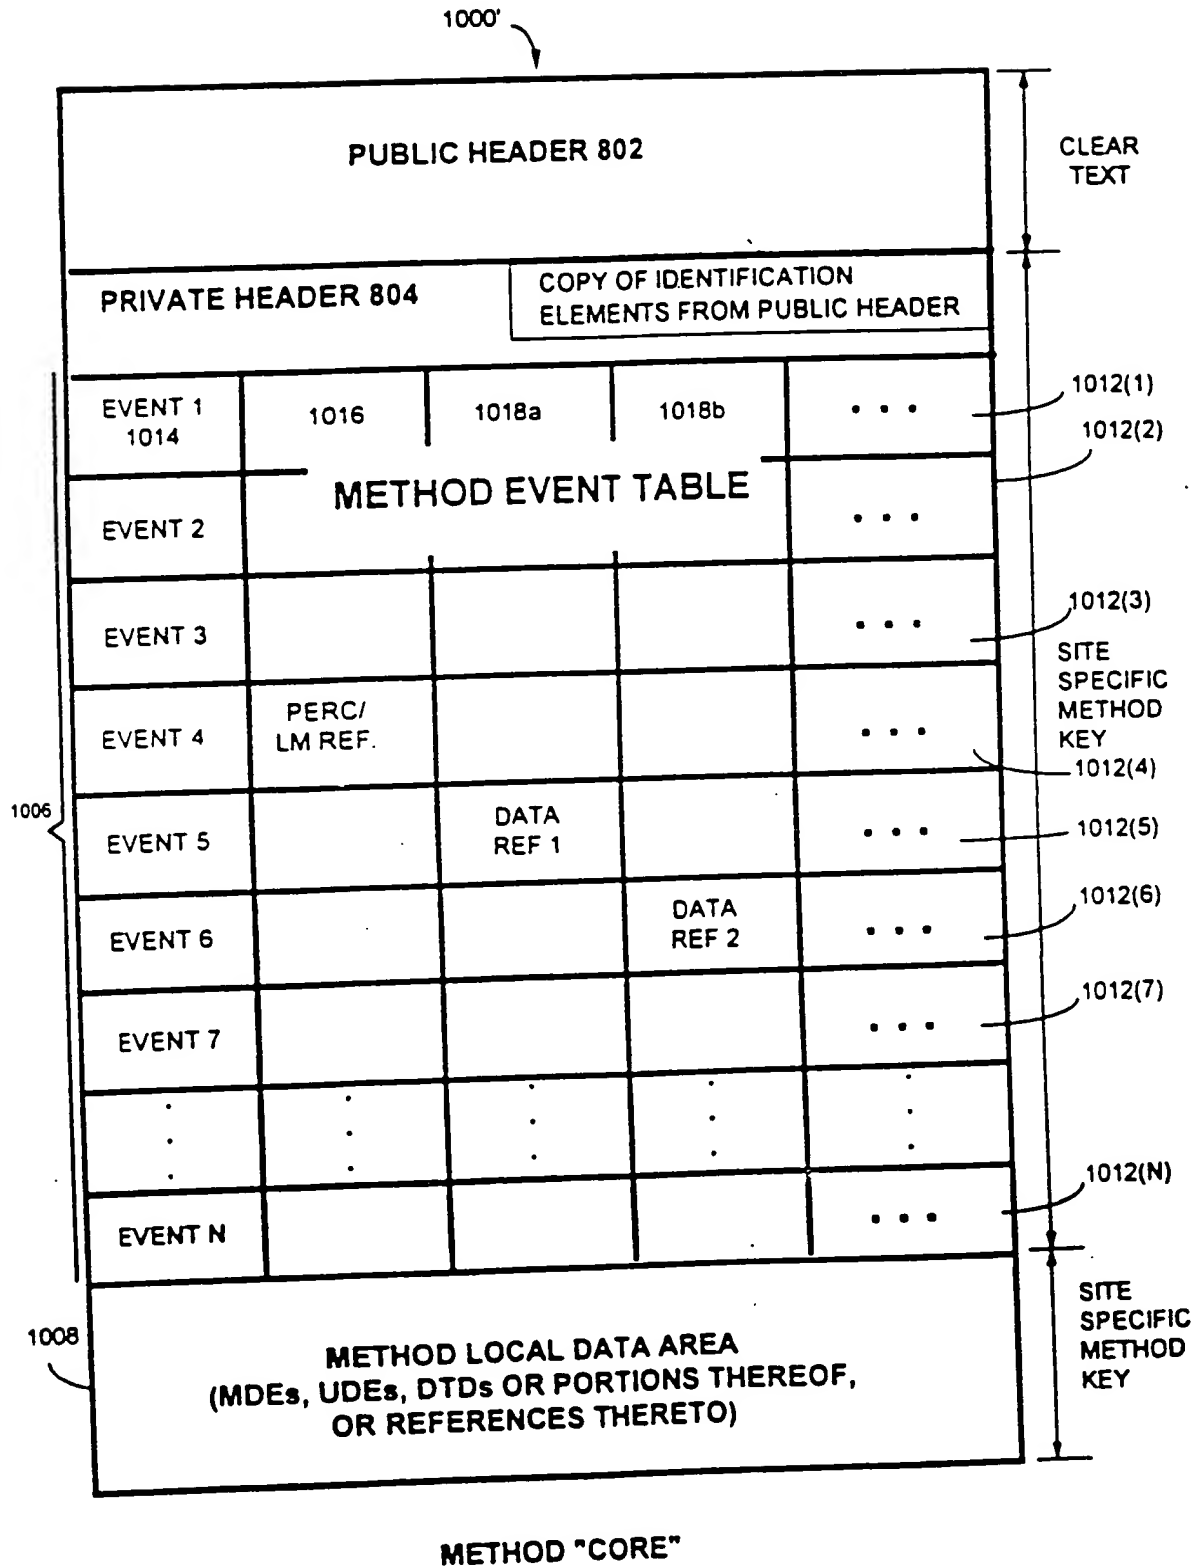 1000'
PUBLIC HEADER 802
CLEAR
TEXT
PRIVATE HEADER 804
COPY OF IDENTIFICATION
ELEMENTS FROM PUBLIC HEADER
EVENT 1
1014
1016
1018a
1018b
• • •
1012(1)
1012(2)
METHOD EVENT TABLE
EVENT 2
• • •
EVENT 3
• • •
1012(3)
SITE
SPECIFIC
METHOD
KEY
EVENT 4
PERC/
LM REF.
• • •
1012(4)
1006
EVENT 5
DATA
REF 1
• • •
1012(5)
EVENT 6
DATA
REF 2
• • •
1012(6)
EVENT 7
• • •
1012(7)
EVENT N
• • •
1012(N)
1008
METHOD LOCAL DATA AREA
(MDEs, UDEs, DTDs OR PORTIONS THEREOF,
OR REFERENCES THERETO)
SITE
SPECIFIC
METHOD
KEY
METHOD "CORE"